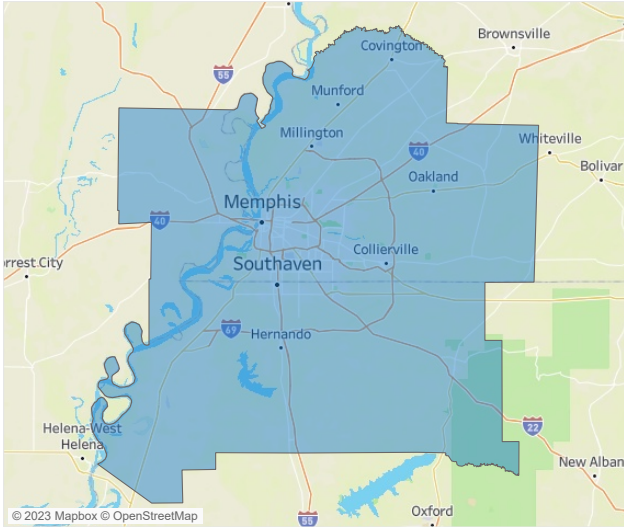 Covington
Brownsville
55
Munford
Millington
40
Whiteville
Oakland
Bolivar
Memphis
40
Collierville
orrest City
Southaven
69
Hernando
Helena-West
Helena
22
New Alban
Oxford
© 2023 Mapbox © OpenStreetMap
55